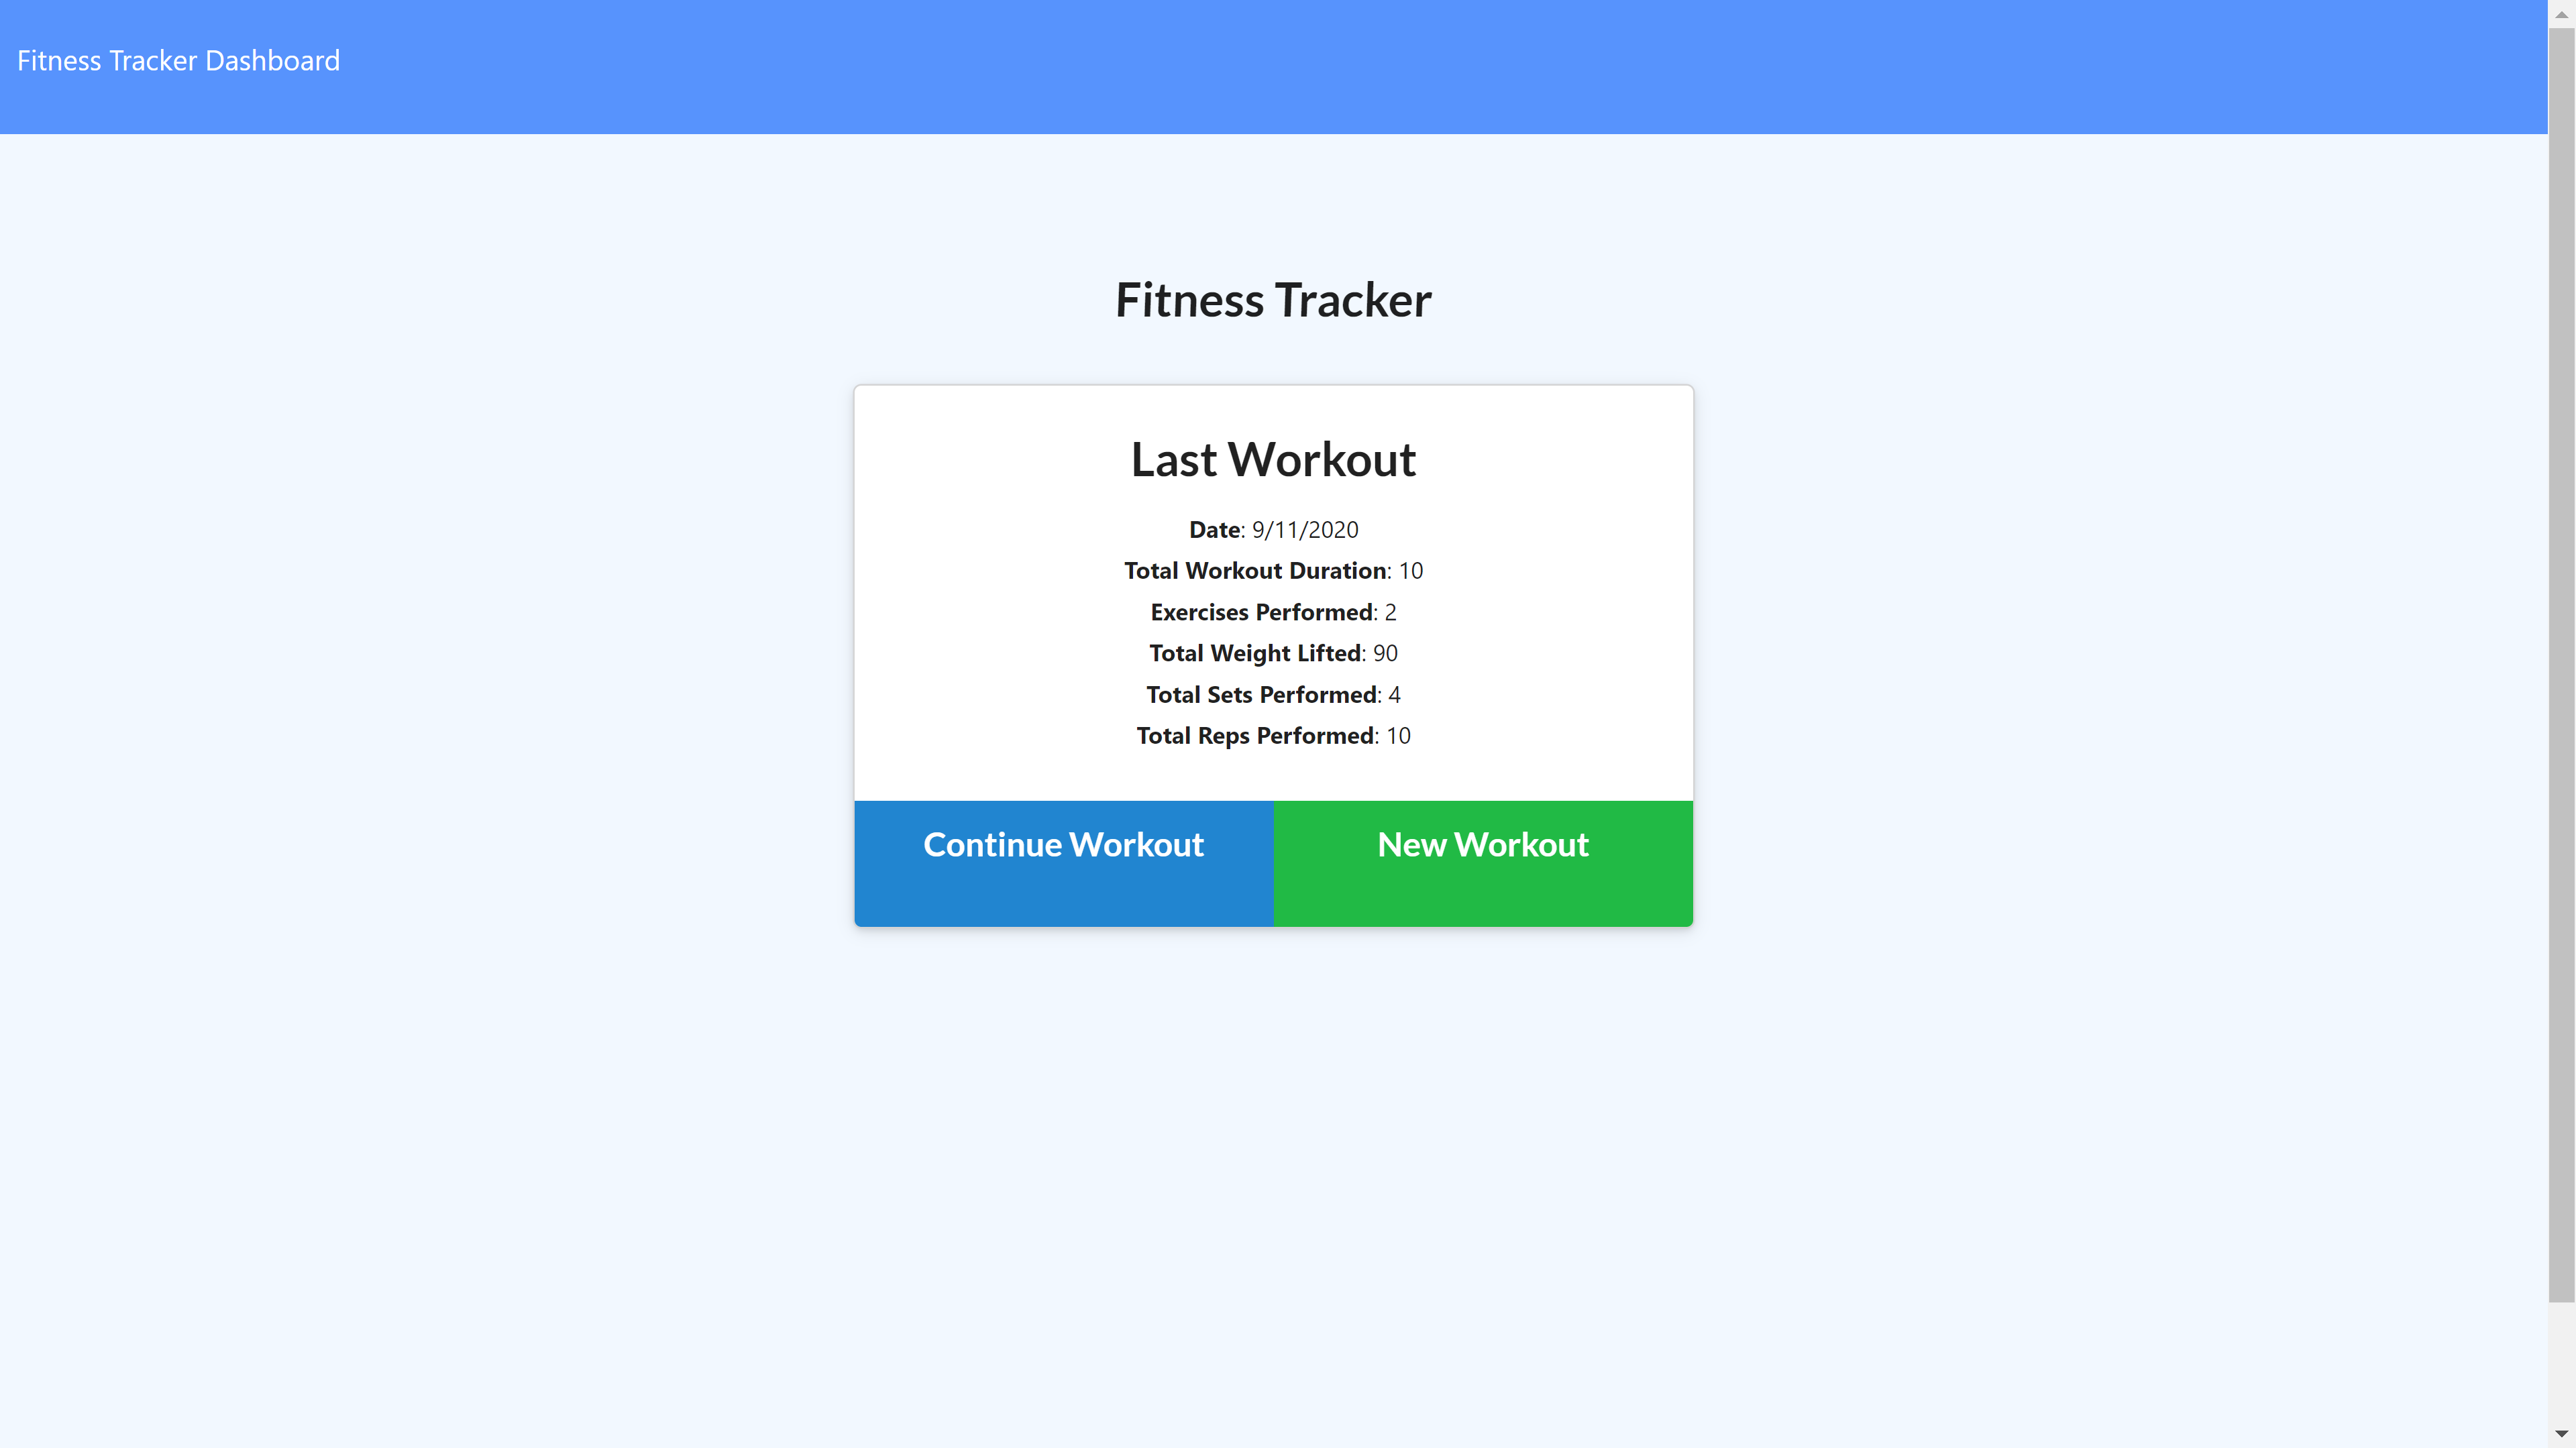 Fitness Tracker Dashboard
Fitness Tracker
Last Workout
Date: 9/11/2020
Total Workout Duration: 10
Exercises Performed: 2
Total Weight Lifted: 90
Total Sets Performed: 4
Total Reps Performed: 10
Continue Workout
New Workout